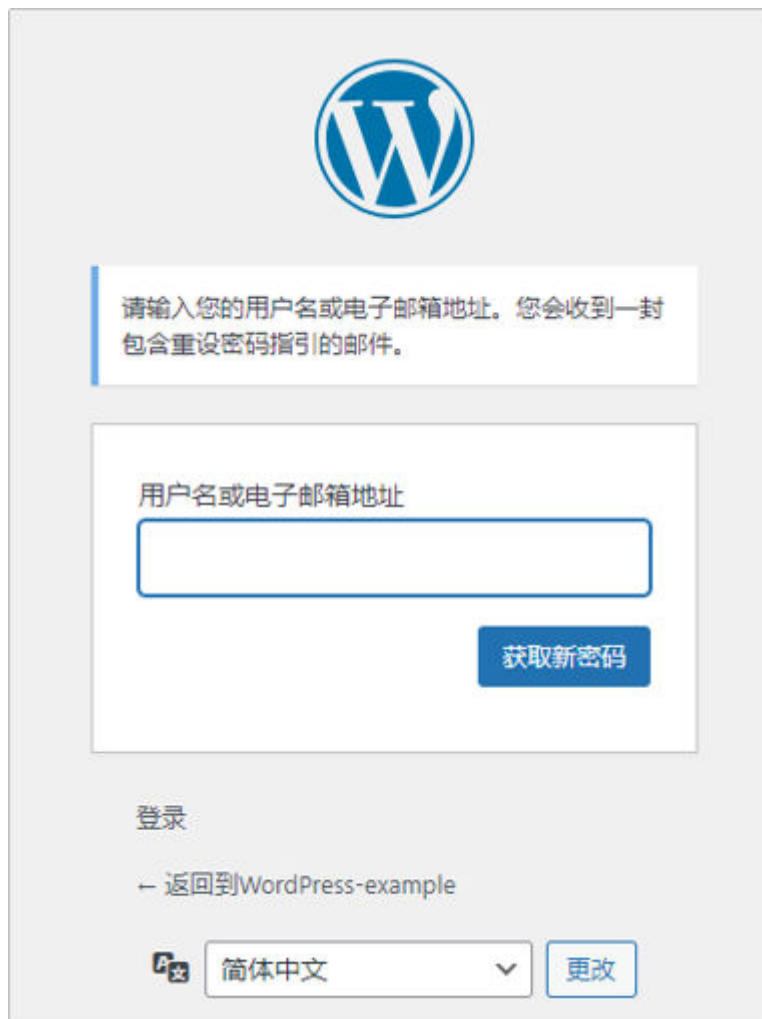 请输入您的用户名或电子邮箱地址。您会收到一封
包含重设密码指引的邮件。
用户名或电子邮箱地址
获取新密码
登录
← 返回到WordPress-example
简体中文
更改